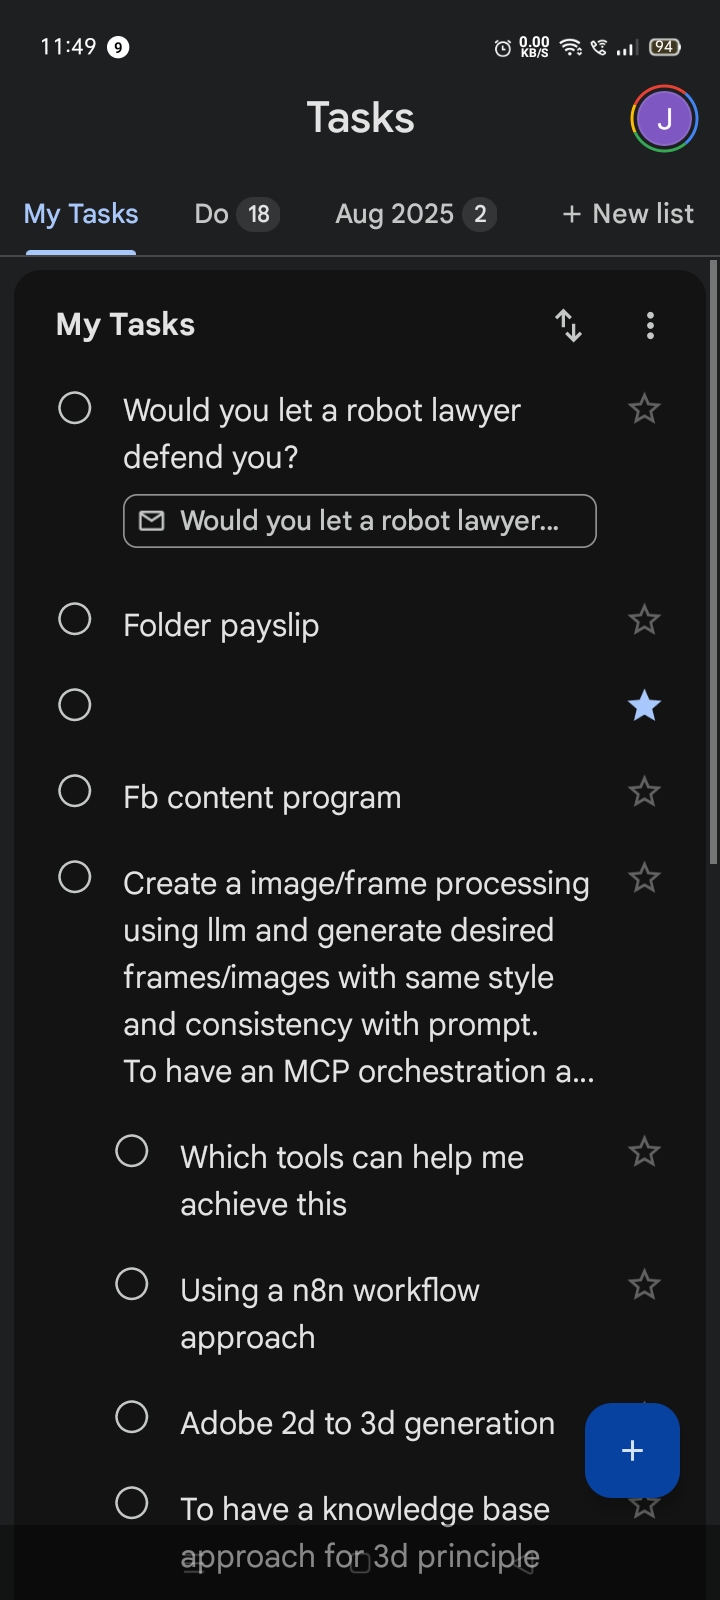 11:49 9 0.00 KB/S 94
Tasks
J
My Tasks Do 18 Aug 2025 2 + New list
My Tasks
Would you let a robot lawyer
defend you?
Would you let a robot lawyer...
Folder payslip
Fb content program
Create a image/frame processing
using llm and generate desired
frames/images with same style
and consistency with prompt.
To have an MCP orchestration a...
Which tools can help me
achieve this
Using a n8n workflow
approach
Adobe 2d to 3d generation
+
To have a knowledge base
approach for 3d principle